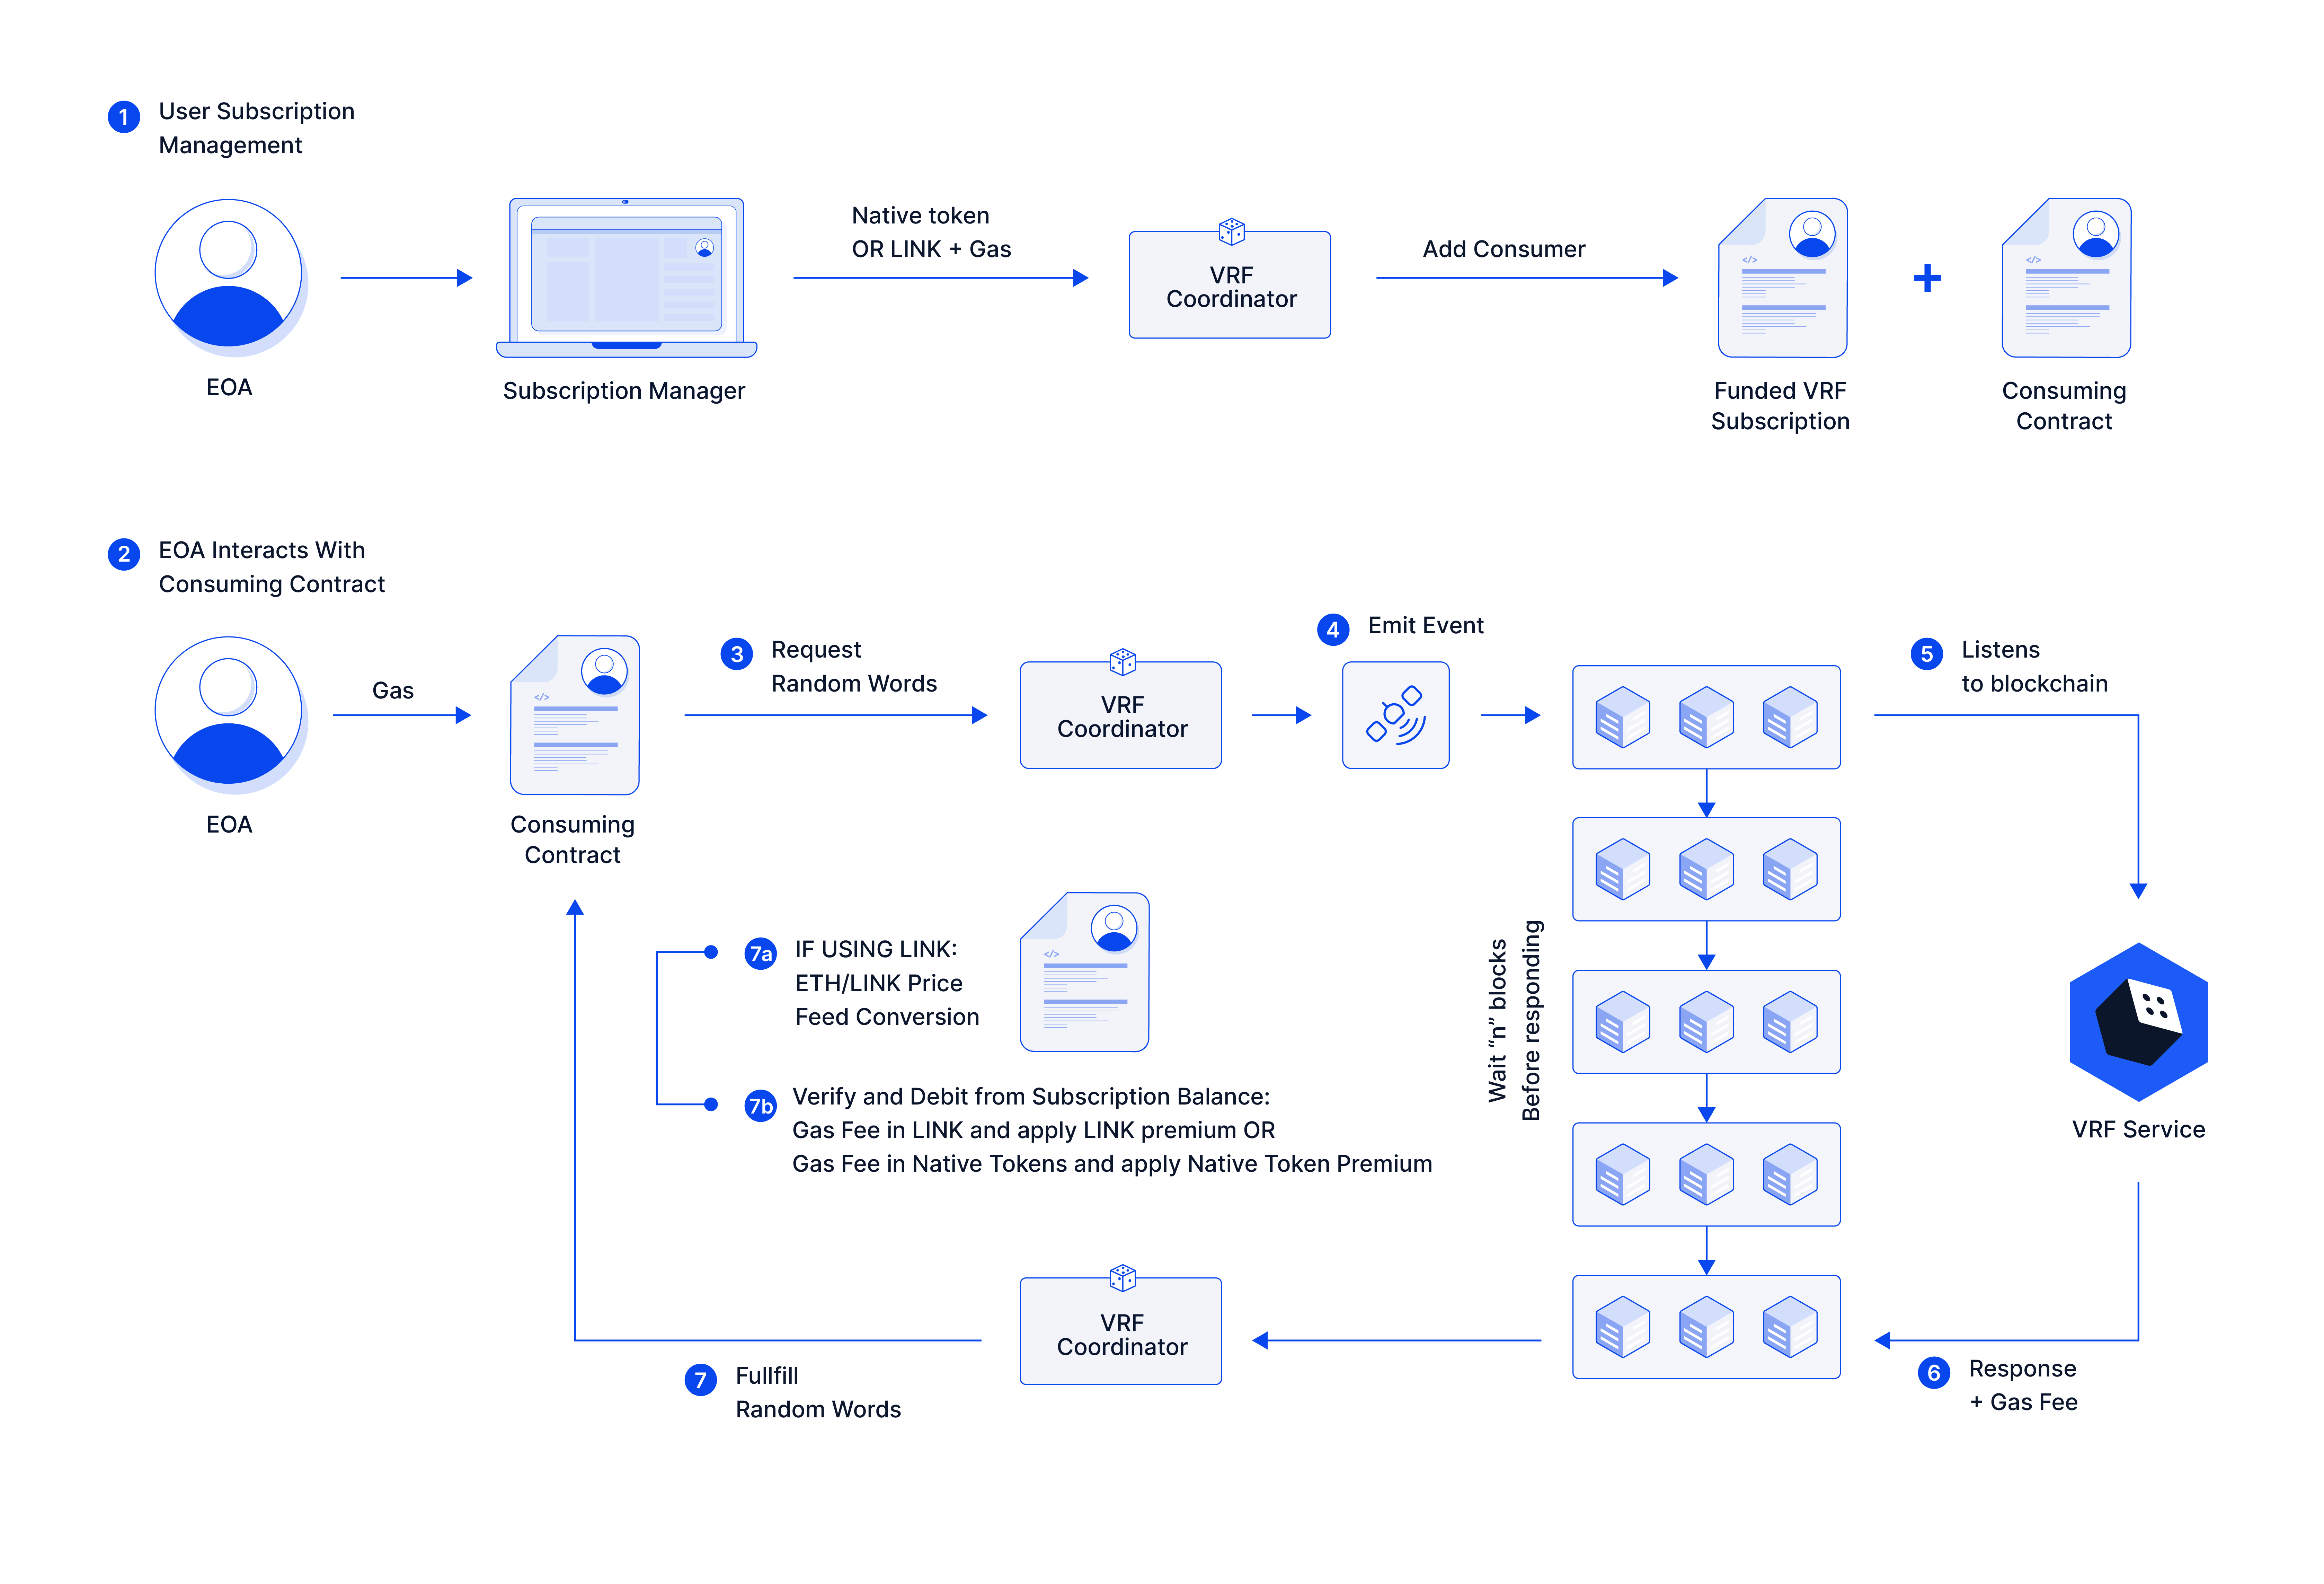 1
User Subscription
Management
EOA
Subscription Manager
Native token
OR LINK + Gas
VRF
Coordinator
Add Consumer
Funded VRF
Subscription
+
Consuming
Contract
2
EOA Interacts With
Consuming Contract
EOA
Gas
</>
Consuming
Contract
3
Request
Random Words
VRF
Coordinator
4
Emit Event
5
Listens
to blockchain
VRF Service
Wait “n” blocks
Before responding
6
Response
+ Gas Fee
VRF
Coordinator
7
Fullfill
Random Words
7a
IF USING LINK:
ETH/LINK Price
Feed Conversion
</>
7b
Verify and Debit from Subscription Balance:
Gas Fee in LINK and apply LINK premium OR
Gas Fee in Native Tokens and apply Native Token Premium